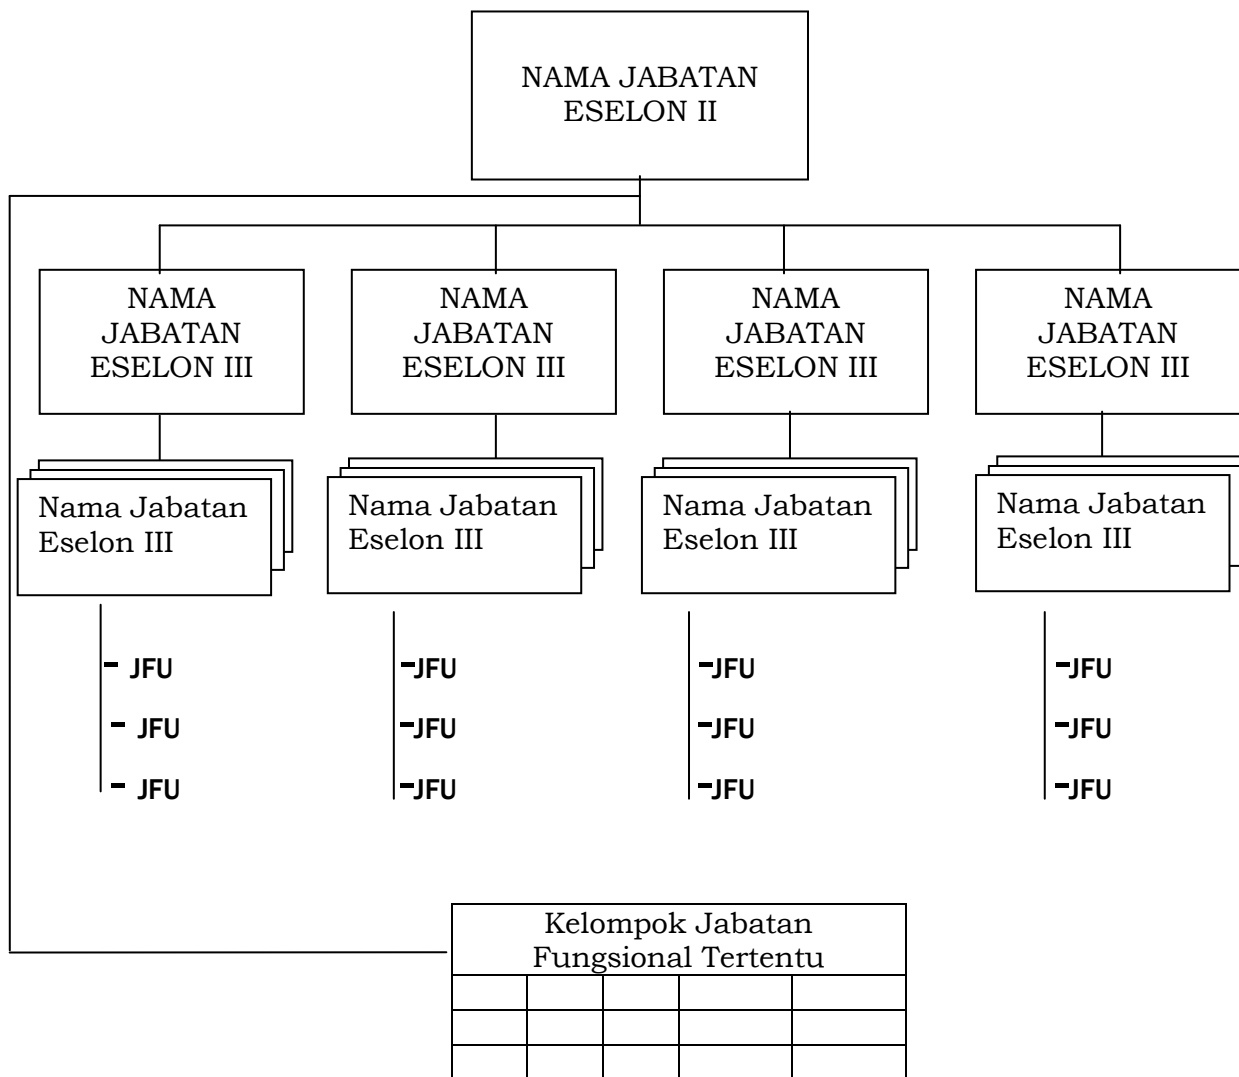 NAMA JABATAN
ESELON II
NAMA
JABATAN
ESELON III
NAMA
JABATAN
ESELON III
NAMA
JABATAN
ESELON III
NAMA
JABATAN
ESELON III
Nama Jabatan
Eselon III
Nama Jabatan
Eselon III
Nama Jabatan
Eselon III
Nama Jabatan
Eselon III
- JFU
- JFU
- JFU
-JFU
-JFU
-JFU
-JFU
-JFU
-JFU
-JFU
-JFU
-JFU
Kelompok Jabatan
Fungsional Tertentu